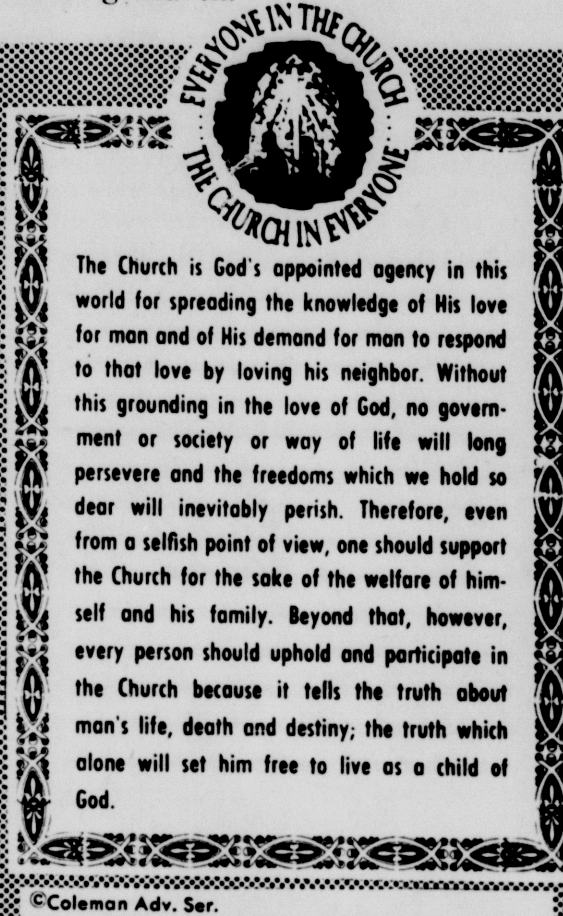 EVERYONE IN THE CHURCH
THE CHURCH IN EVERYONE
The Church is God's appointed agency in this
world for spreading the knowledge of His love
for man and of His demand for man to respond
to that love by loving his neighbor. Without
this grounding in the love of God, no govern-
ment or society or way of life will long
persevere and the freedoms which we hold so
dear will inevitably perish. Therefore, even
from a selfish point of view, one should support
the Church for the sake of the welfare of him-
self and his family. Beyond that, however,
every person should uphold and participate in
the Church because it tells the truth about
man's life, death and destiny; the truth which
alone will set him free to live as a child of
God.
©Coleman Adv. Ser.